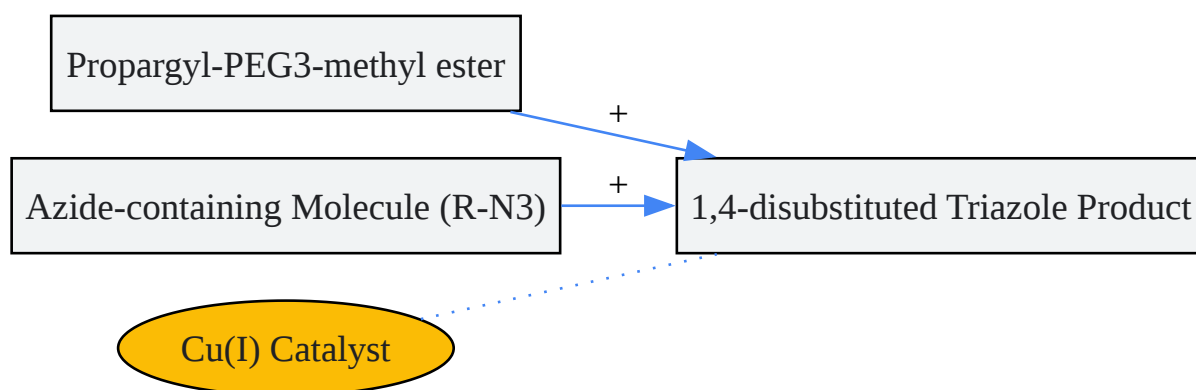 Propargyl-PEG3-methyl ester
+
Azide-containing Molecule (R-N3)
+
1,4-disubstituted Triazole Product
Cu(I) Catalyst